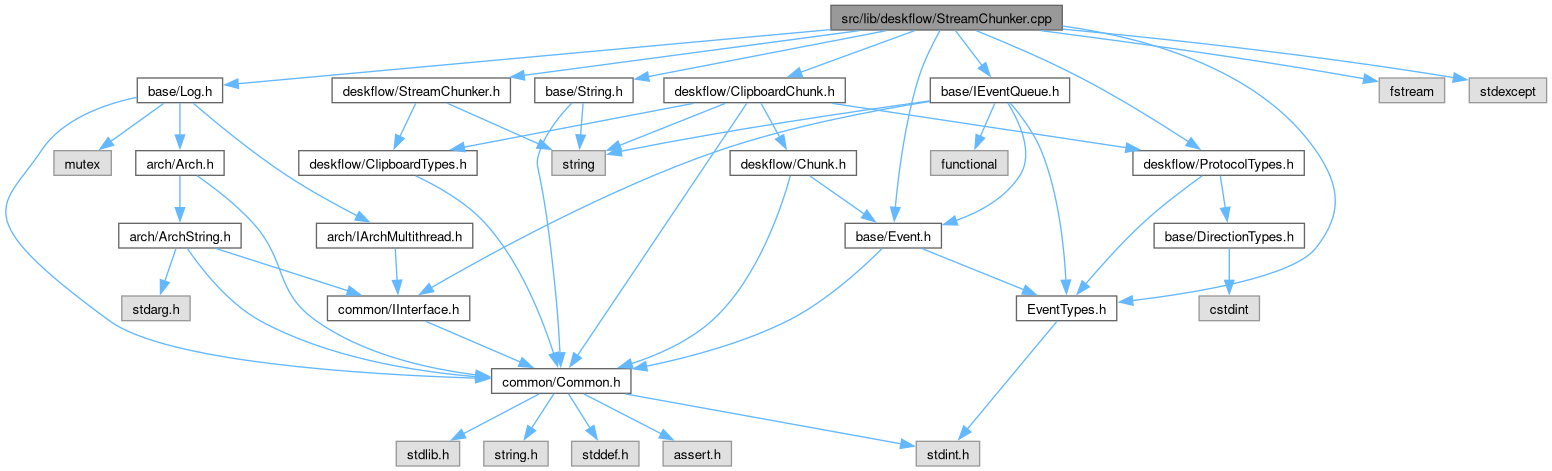 src/lib/deskflow/StreamChunker.cpp
base/Log.h
deskflow/StreamChunker.h
base/String.h
deskflow/ClipboardChunk.h
base/IEventQueue.h
fstream
stdexcept
mutex
arch/Arch.h
deskflow/ClipboardTypes.h
string
deskflow/Chunk.h
functional
deskflow/ProtocolTypes.h
arch/ArchString.h
arch/IArchMultithread.h
base/Event.h
base/DirectionTypes.h
stdarg.h
common/IInterface.h
EventTypes.h
cstdint
common/Common.h
stdlib.h
string.h
stddef.h
assert.h
stdint.h